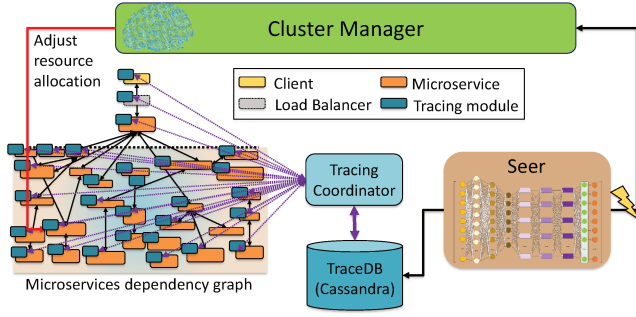 Cluster Manager
Adjust
resource
allocation
Client
Microservice
Load Balancer
Tracing module
Tracing
Coordinator
Seer
TraceDB
(Cassandra)
Microservices dependency graph